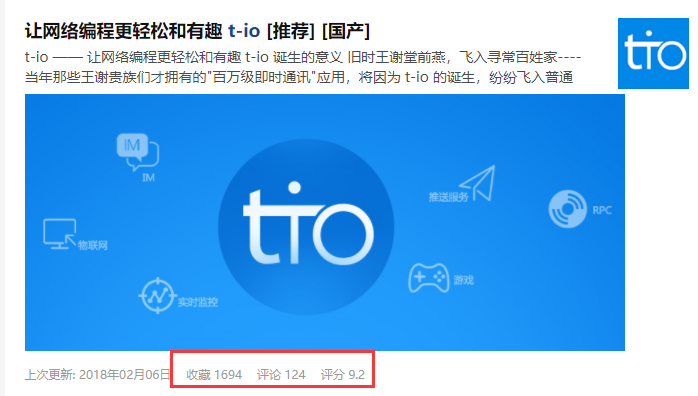 让网络编程更轻松和有趣 t-io [推荐] [国产]
t-io —— 让网络编程更轻松和有趣 t-io 诞生的意义 旧时王谢堂前燕，飞入寻常百姓家----
当年那些王谢贵族们才拥有的"百万级即时通讯"应用，将因为 t-io 的诞生，纷纷飞入普通
tio
IM
IM
推送服务
RPC
物联网
tio
游戏
实时监控
上次更新: 2018年02月06日 收藏 1694 评论 124 评分 9.2